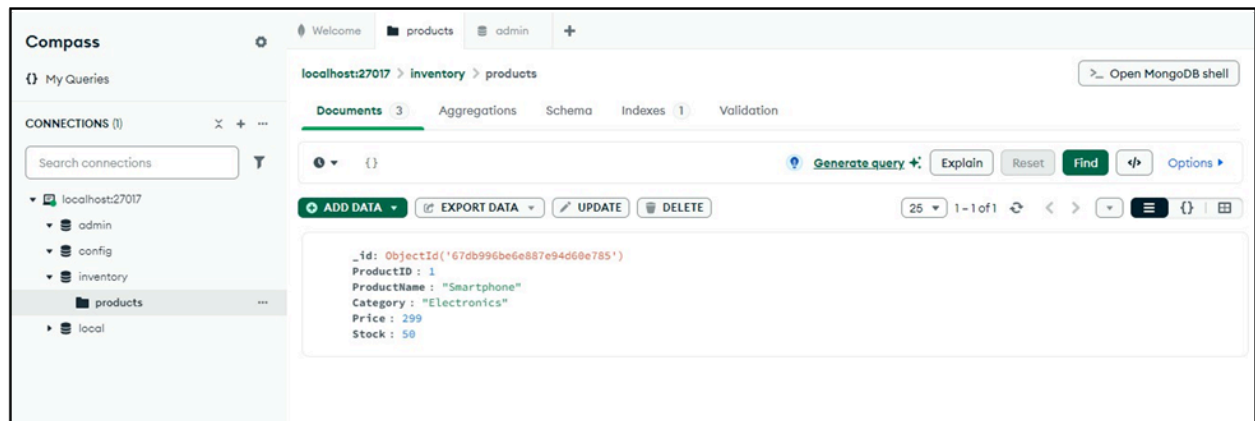 Compass
{} My Queries
CONNECTIONS (1)
Search connections
localhost:27017
admin
config
inventory
products
local
Welcome
products
admin
localhost:27017 > inventory > products
>_ Open MongoDB shell
Documents 3 Aggregations Schema Indexes 1 Validation
{} Generate query Explain Reset Find </> Options
ADD DATA EXPORT DATA UPDATE DELETE 25 1-1 of 1 {}
_id: ObjectId('67db996be6e887e94d60e785')
ProductID : 1
ProductName : "Smartphone"
Category : "Electronics"
Price : 299
Stock : 50